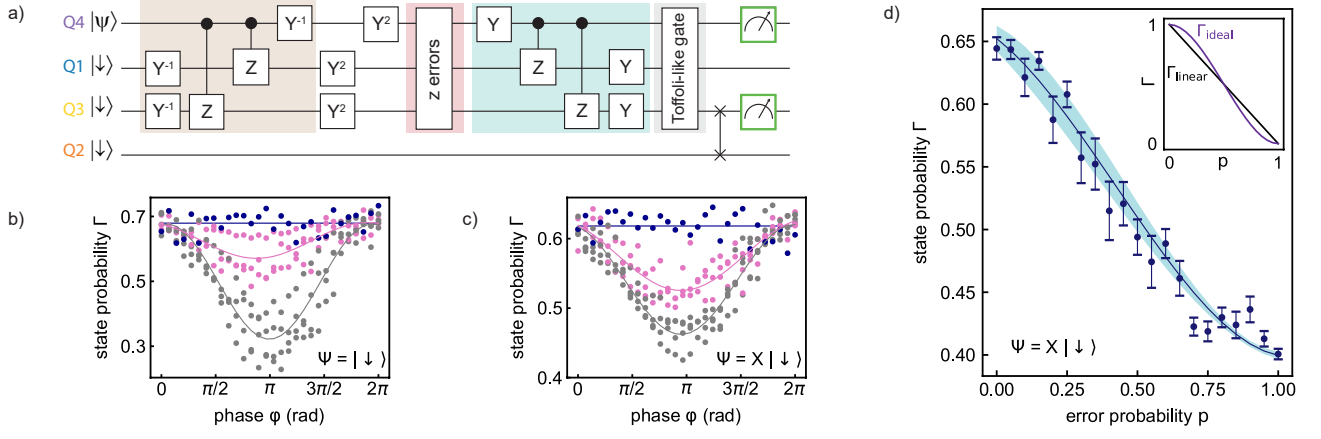 a)
Q4 |ψ⟩ Y⁻¹ Y² Y
Q1 |↓⟩ Y⁻¹ Z Y² Z Y
Q3 |↓⟩ Y⁻¹ Z Y² Z Y
Q2 |↓⟩
z errors
Toffoli-like gate
b)
state probability Γ
0.7
0.5
0.3
Ψ = |↓⟩
0 π/2 π 3π/2 2π
phase φ (rad)
c)
state probability Γ
0.6
0.5
0.4
Ψ = X|↓⟩
0 π/2 π 3π/2 2π
phase φ (rad)
d)
state probability Γ
0.65
0.60
0.55
0.50
0.45
0.40
Ψ = X|↓⟩
0.00 0.25 0.50 0.75 1.00
error probability p
1
Γideal
Γlinear
Γ
0
0 p 1